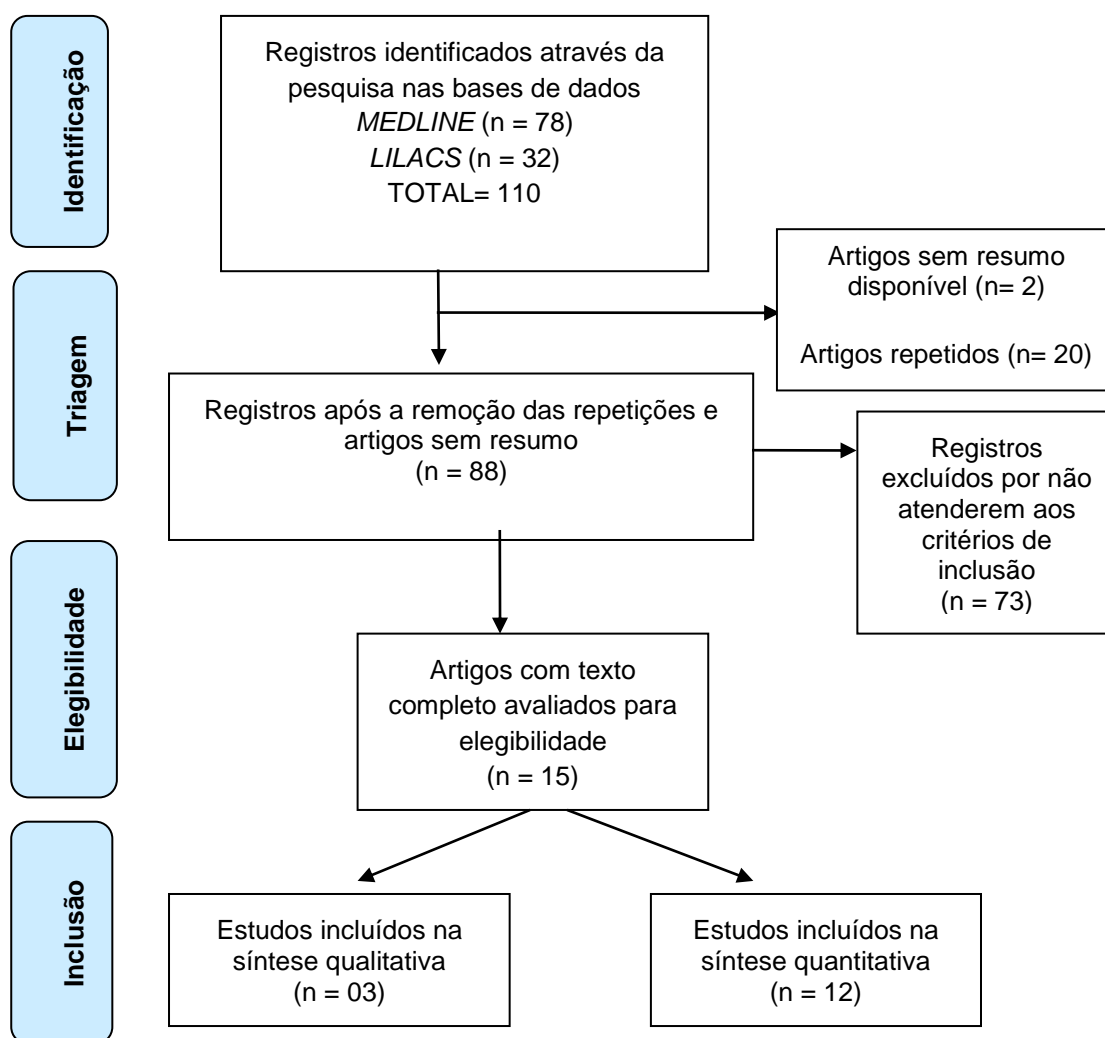 Identificação
Registros identificados através da
pesquisa nas bases de dados
MEDLINE (n = 78)
LILACS (n = 32)
TOTAL= 110
Artigos sem resumo
disponível (n= 2)
Artigos repetidos (n= 20)
Triagem
Registros após a remoção das repetições e
artigos sem resumo
(n = 88)
Registros
excluídos por não
atenderem aos
critérios de
inclusão
(n = 73)
Elegibilidade
Artigos com texto
completo avaliados para
elegibilidade
(n = 15)
Inclusão
Estudos incluídos na
síntese qualitativa
(n = 03)
Estudos incluídos na
síntese quantitativa
(n = 12)